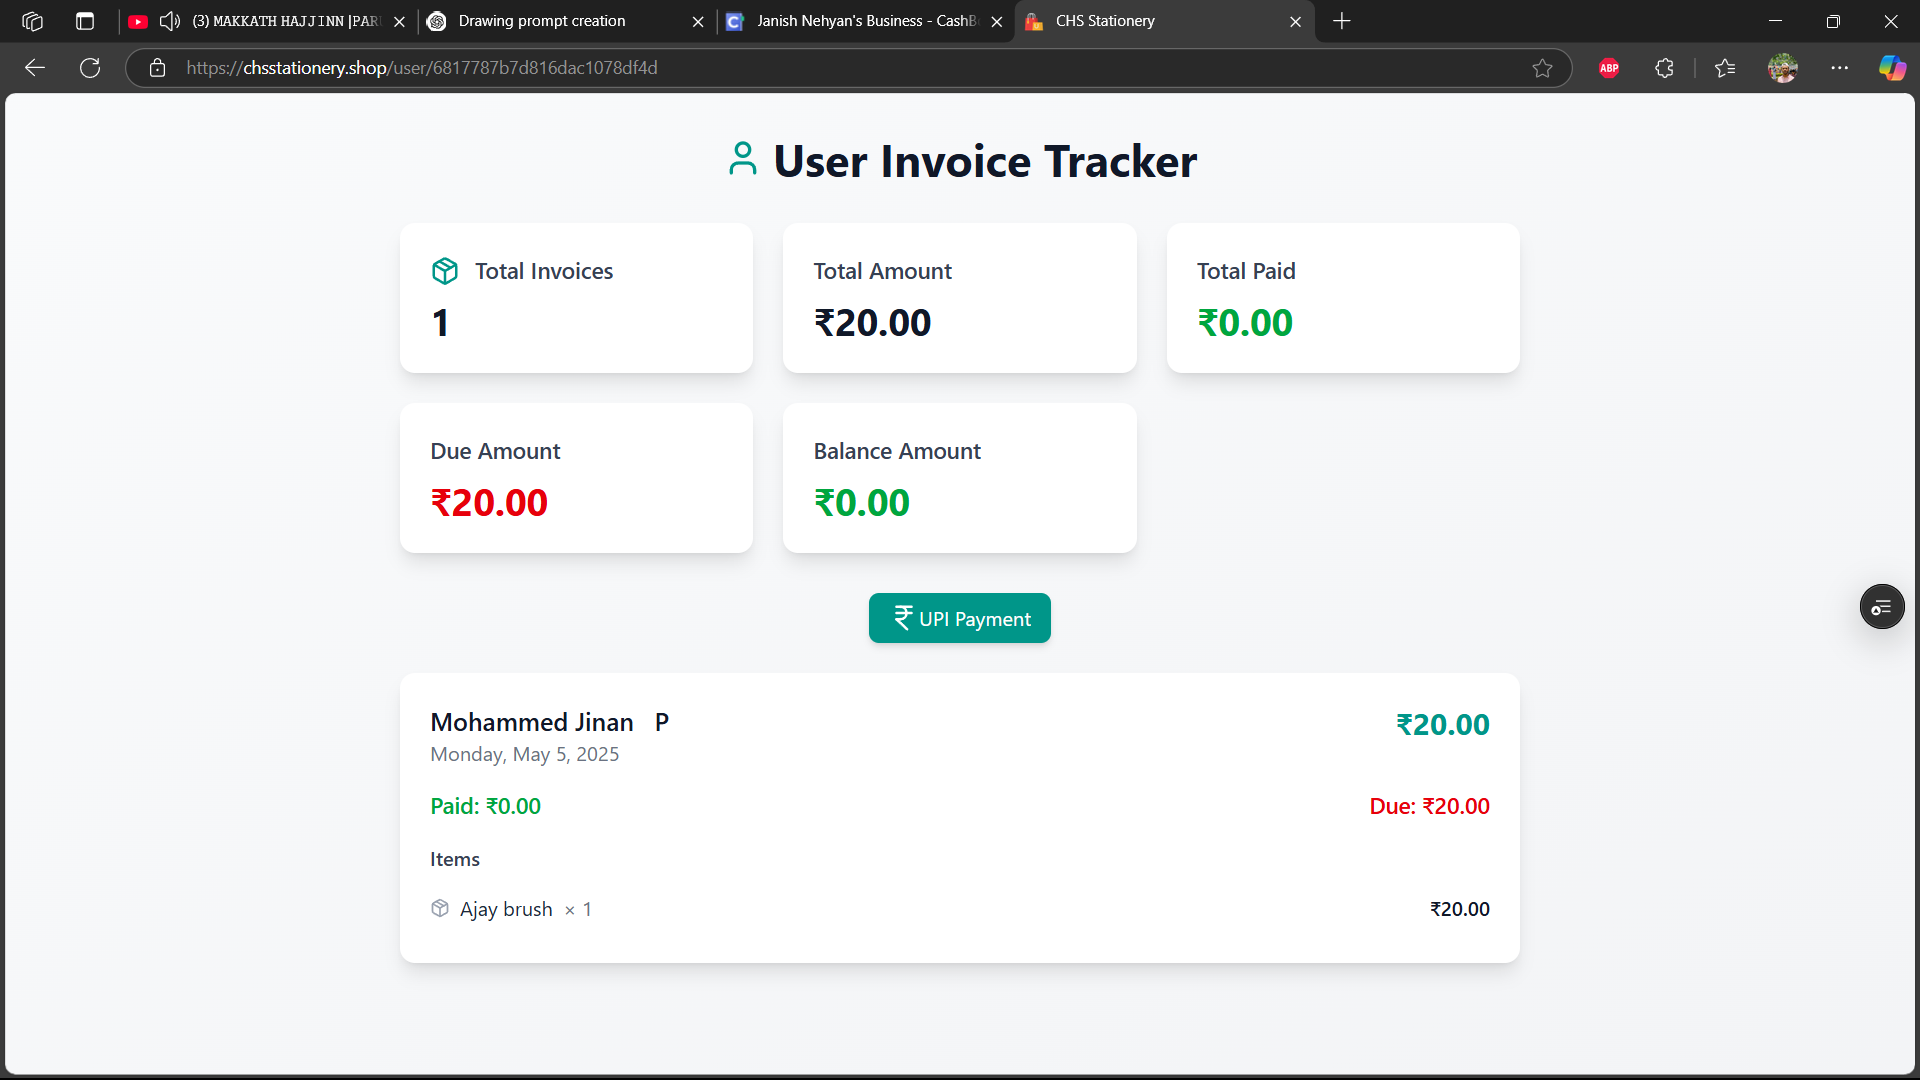 (3) MAKKATH HAJJINN |PAR
Drawing prompt creation
Janish Nehyan's Business - CashB
CHS Stationery
https://chsstationery.shop/user/6817787b7d816dac1078df4d
ABP
User Invoice Tracker
Total Invoices
1
Total Amount
₹20.00
Total Paid
₹0.00
Due Amount
₹20.00
Balance Amount
₹0.00
₹ UPI Payment
Mohammed Jinan P
₹20.00
Monday, May 5, 2025
Paid: ₹0.00
Due: ₹20.00
Items
Ajay brush × 1
₹20.00